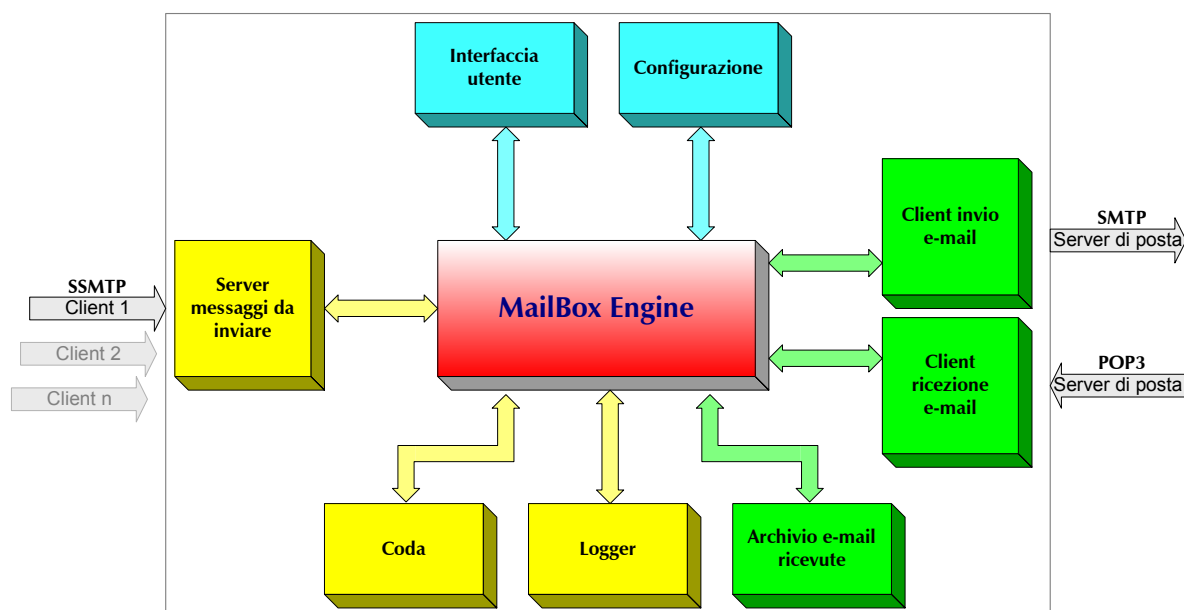 Interfaccia
utente
Configurazione
Client invio
e-mail
SMTP
Server di posta
SSMTP
Client 1
Client 2
Client n
Server
messaggi da
inviare
MailBox Engine
Client
ricezione
e-mail
POP3
Server di posta
Coda
Logger
Archivio e-mail
ricevute